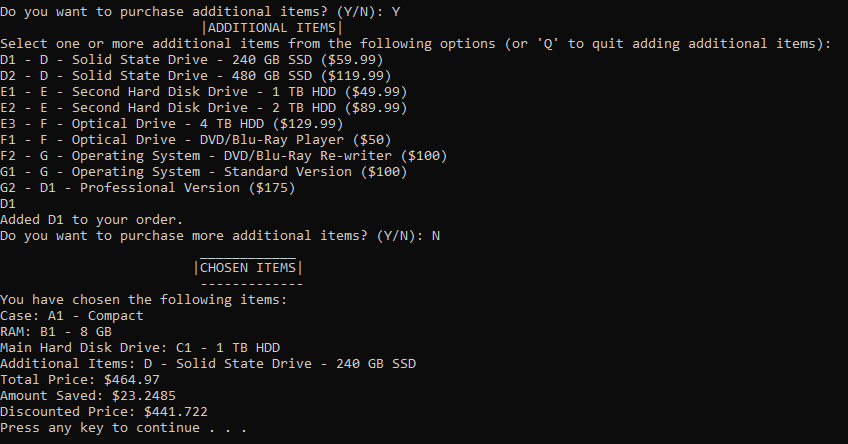 Do you want to purchase additional items? (Y/N): Y
|ADDITIONAL ITEMS|
Select one or more additional items from the following options (or 'Q' to quit adding additional items):
D1 - D - Solid State Drive - 240 GB SSD ($59.99)
D2 - D - Solid State Drive - 480 GB SSD ($119.99)
E1 - E - Second Hard Disk Drive - 1 TB HDD ($49.99)
E2 - E - Second Hard Disk Drive - 2 TB HDD ($89.99)
E3 - F - Optical Drive - 4 TB HDD ($129.99)
F1 - F - Optical Drive - DVD/Blu-Ray Player ($50)
F2 - G - Operating System - DVD/Blu-Ray Re-writer ($100)
G1 - G - Operating System - Standard Version ($100)
G2 - D1 - Professional Version ($175)
D1
Added D1 to your order.
Do you want to purchase more additional items? (Y/N): N
____________
|CHOSEN ITEMS|
-------------
You have chosen the following items:
Case: A1 - Compact
RAM: B1 - 8 GB
Main Hard Disk Drive: C1 - 1 TB HDD
Additional Items: D - Solid State Drive - 240 GB SSD
Total Price: $464.97
Amount Saved: $23.2485
Discounted Price: $441.722
Press any key to continue . . .